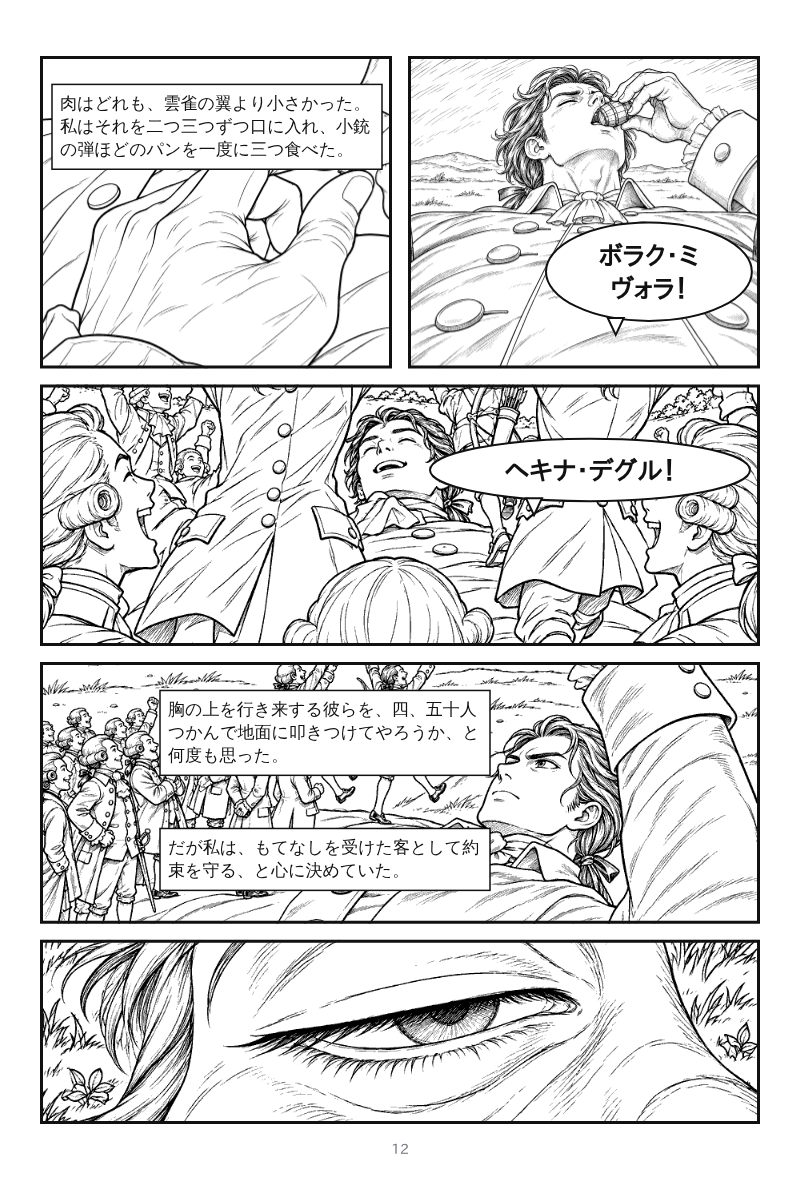 肉はどれも、雲雀の翼より小さかった。
私はそれを二つ三つずつ口に入れ、小銃
の弾ほどのパンを一度に三つ食べた。
ボラク・ミ
ヴォラ!
ヘキナ・デグル!
胸の上を行き来する彼らを、四、五十人
つかんで地面に叩きつけてやろうか、と
何度も思った。
だが私は、もてなしを受けた客として約
束を守る、と心に決めていた。
12